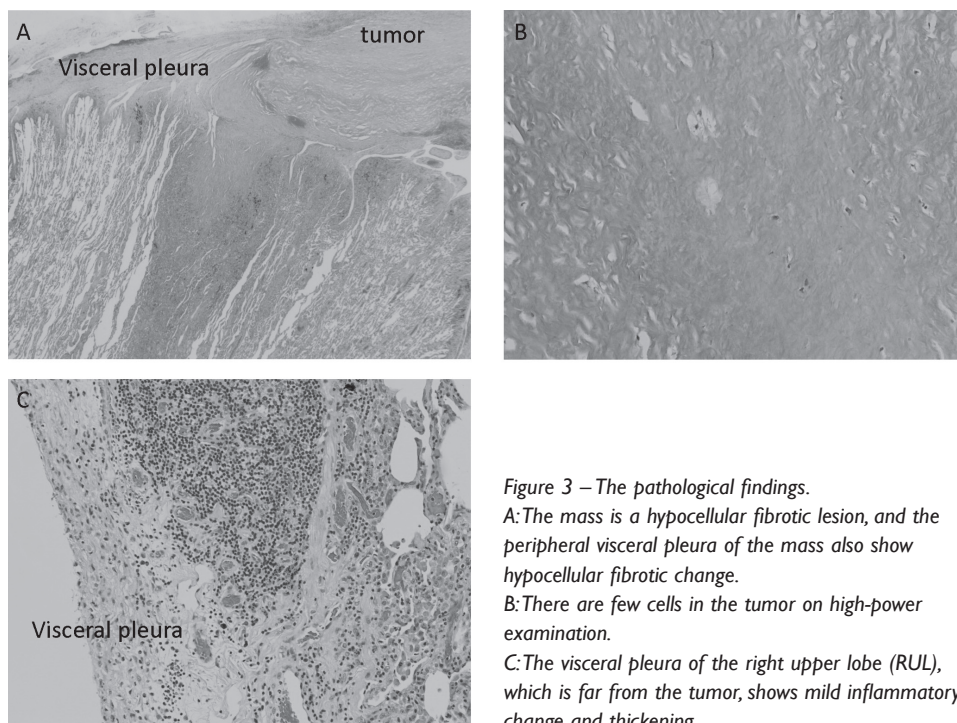 A
tumor
Visceral pleura
B
C
Visceral pleura
Figure 3 – The pathological findings.
A: The mass is a hypocellular fibrotic lesion, and the
peripheral visceral pleura of the mass also show
hypocellular fibrotic change.
B: There are few cells in the tumor on high-power
examination.
C: The visceral pleura of the right upper lobe (RUL),
which is far from the tumor, shows mild inflammatory
change and thickening.